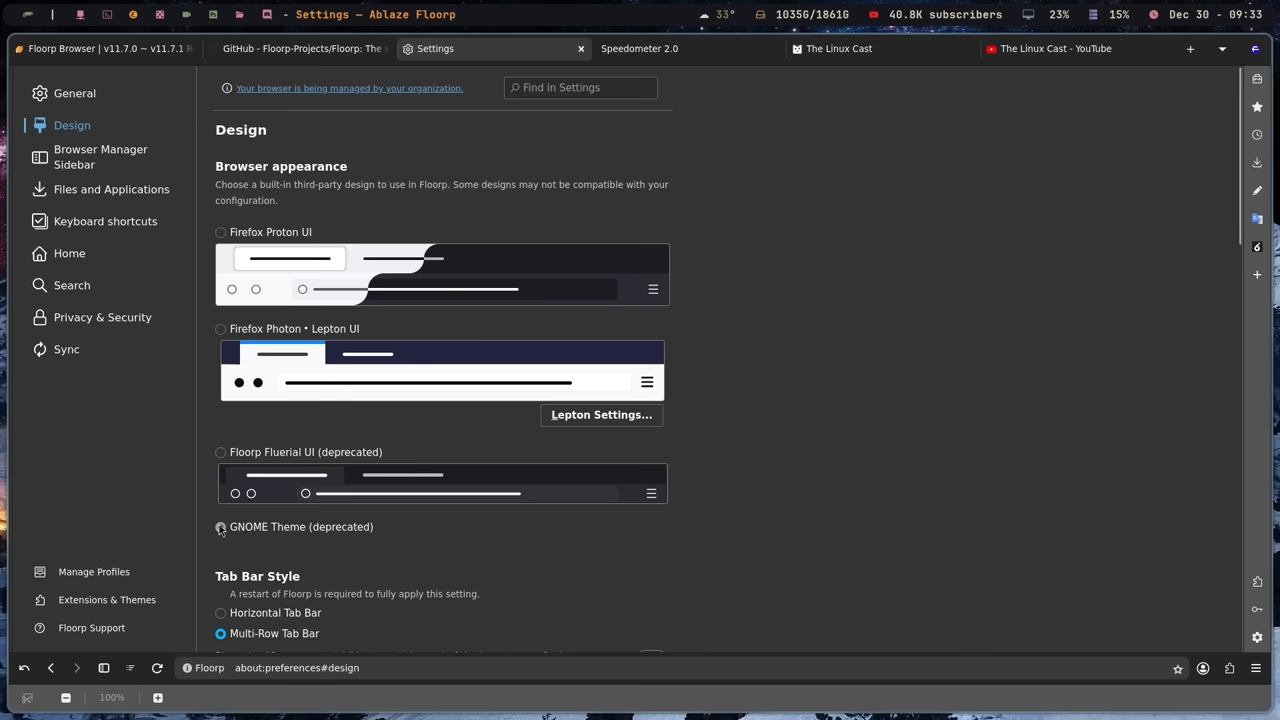 - Settings — Ablaze Floorp
33°
1035G/1861G
40.8K subscribers
23%
15%
Dec 30 - 09:33
Floorp Browser | v11.7.0 ~ v11.7.1 R
GitHub - Floorp-Projects/Floorp: The s
Settings
Speedometer 2.0
The Linux Cast
The Linux Cast - YouTube
Your browser is being managed by your organization.
Find in Settings
General
Design
Browser Manager
Sidebar
Files and Applications
Keyboard shortcuts
Home
Search
Privacy & Security
Sync
Manage Profiles
Extensions & Themes
Floorp Support
Design
Browser appearance
Choose a built-in third-party design to use in Floorp. Some designs may not be compatible with your
configuration.
Firefox Proton UI
Firefox Photon • Lepton UI
Lepton Settings...
Floorp Fluerial UI (deprecated)
GNOME Theme (deprecated)
Tab Bar Style
A restart of Floorp is required to fully apply this setting.
Horizontal Tab Bar
Multi-Row Tab Bar
Floorp
about:preferences#design
100%